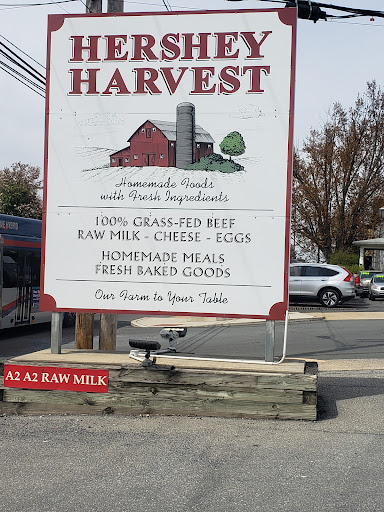 HERSHEY
HARVEST
Homemade Foods
with Fresh Ingredients
100% GRASS-FED BEEF
RAW MILK - CHEESE - EGGS
HOMEMADE MEALS
FRESH BAKED GOODS
Our Farm to Your Table
A2 A2 RAW MILK